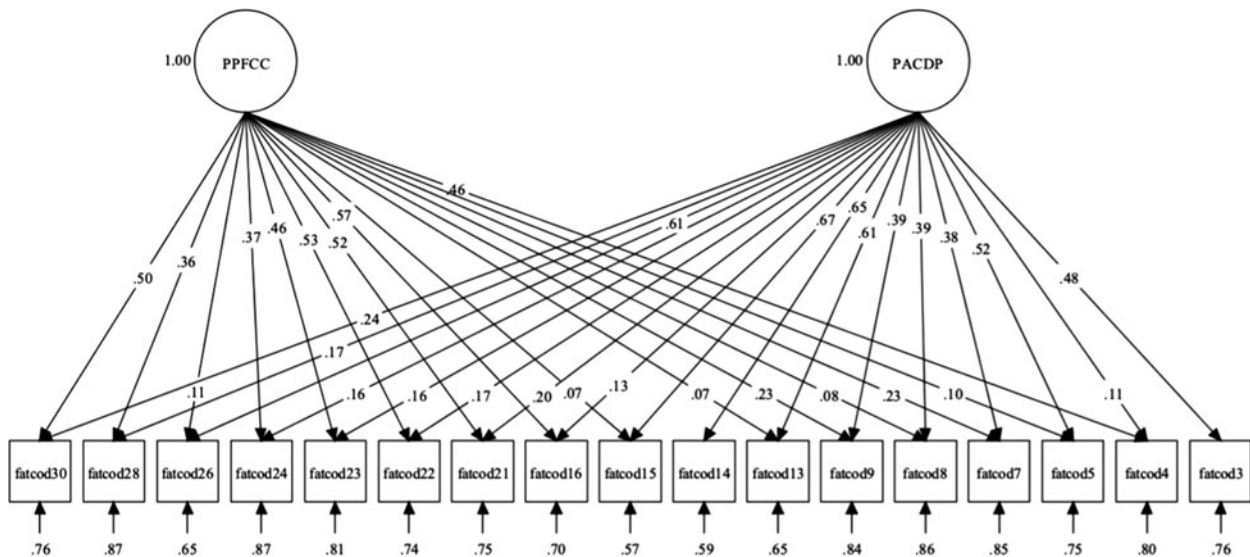 1.00 PPFCC 1.00 PACDP
.46
.57 .61 .67 .65
.37 .46 .53 .52 .61 .39 .39 .38 .52
.50 .36 .48
.24
.17
.11 .16 .16 .17 .20 .07 .13 .07 .23 .08 .23 .10 .11
fatcod30 fatcod28 fatcod26 fatcod24 fatcod23 fatcod22 fatcod21 fatcod16 fatcod15 fatcod14 fatcod13 fatcod9 fatcod8 fatcod7 fatcod5 fatcod4 fatcod3
.76 .87 .65 .87 .81 .74 .75 .70 .57 .59 .65 .84 .86 .85 .75 .80 .76